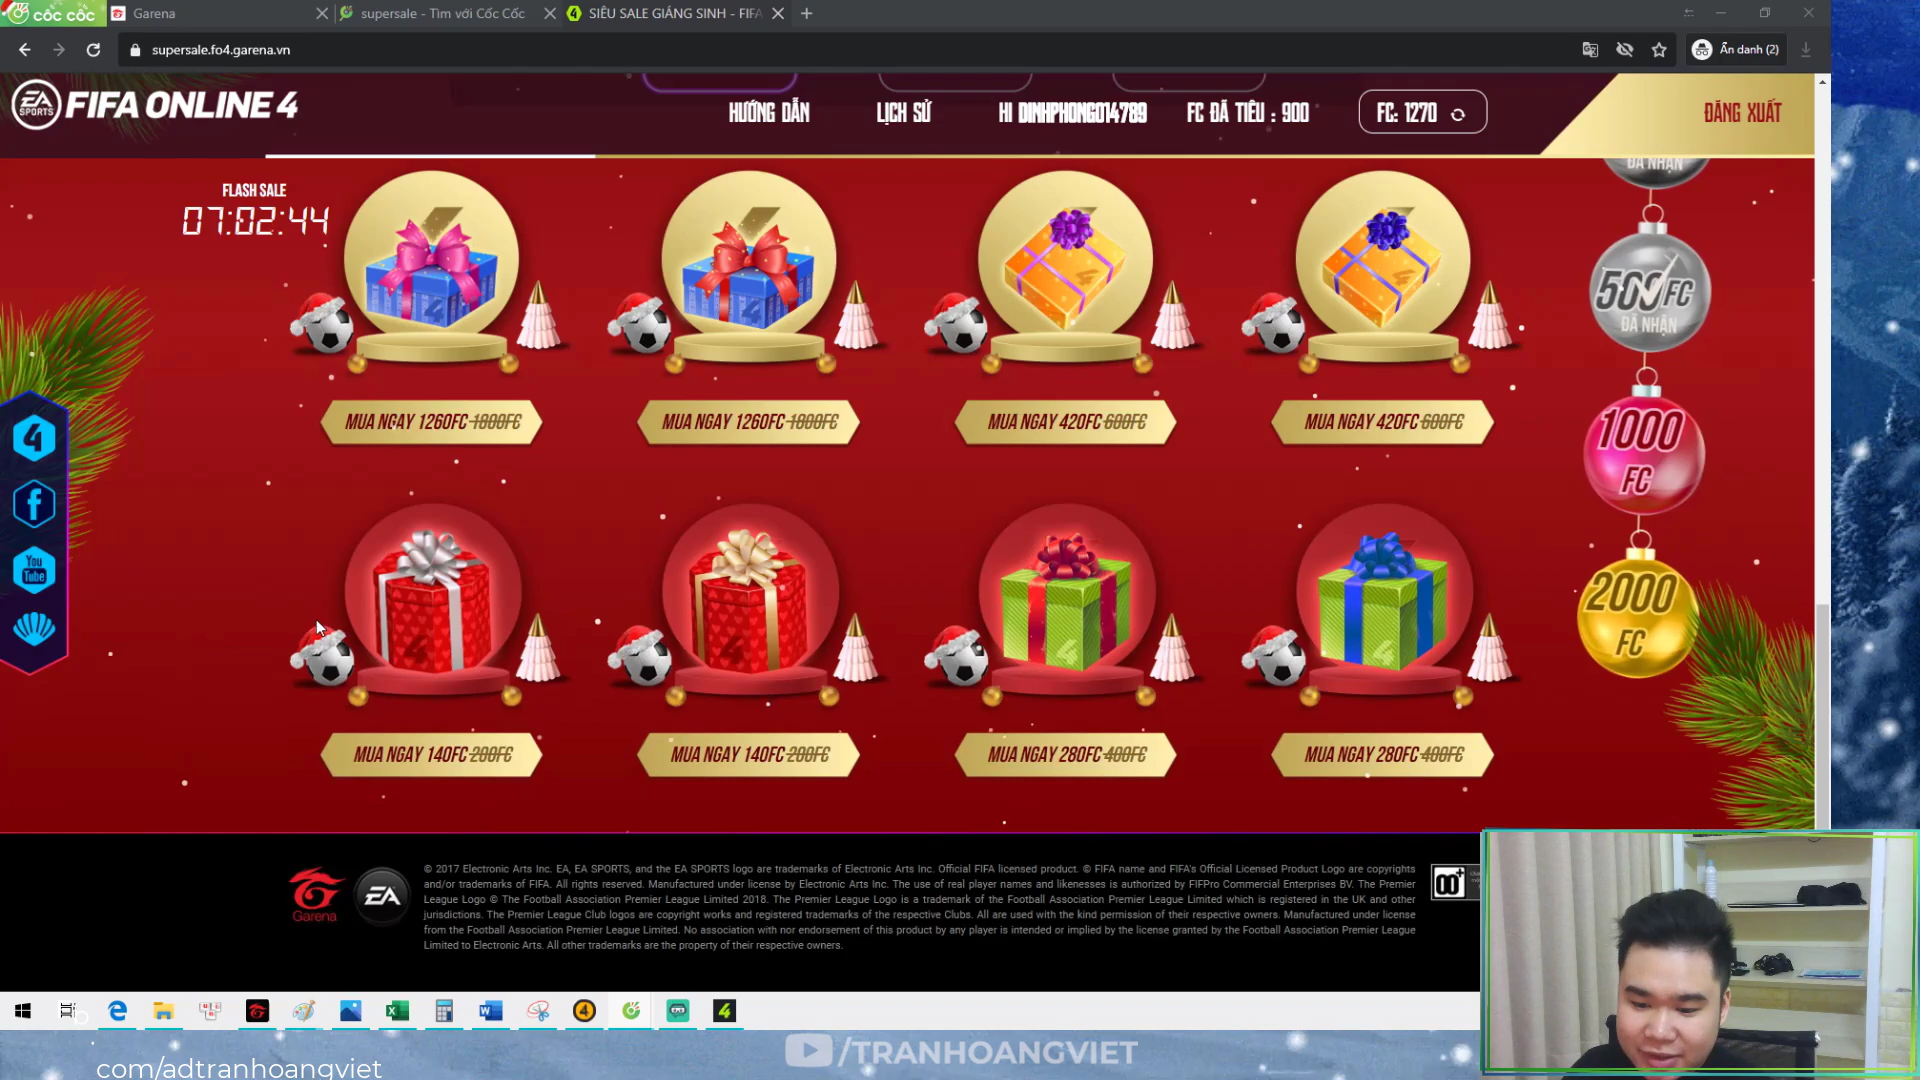 cốc cốc
Garena
supersale - Tìm với Cốc Cốc
SIÊU SALE GIÁNG SINH - FIFA
supersale.fo4.garena.vn
Ẩn danh (2)
EA SPORTS
FIFA ONLINE 4
HƯỚNG DẪN
LỊCH SỬ
HI DINHPHONG014789
FC ĐÃ TIÊU : 900
FC: 1270
ĐĂNG XUẤT
FLASH SALE
07:02:44
ĐÃ NHẬN
500FC
ĐÃ NHẬN
1000
FC
2000
FC
MUA NGAY 1260FC 1800FC
MUA NGAY 1260FC 1800FC
MUA NGAY 420FC 600FC
MUA NGAY 420FC 600FC
4
You
Tube
MUA NGAY 140FC 200FC
MUA NGAY 140FC 200FC
MUA NGAY 280FC 400FC
MUA NGAY 280FC 400FC
Garena
EA
© 2017 Electronic Arts Inc. EA, EA SPORTS, and the EA SPORTS logo are trademarks of Electronic Arts Inc. Official FIFA licensed product. © FIFA name and FIFA's Official Licensed Product Logo are copyrights
and/or trademarks of FIFA. All rights reserved. Manufactured under license by Electronic Arts Inc. The use of real player names and likenesses is authorized by FIFPro Commercial Enterprises BV. The Premier
League Logo © The Football Association Premier League Limited 2018. The Premier League Logo is a trademark of the Football Association Premier League Limited which is registered in the UK and other
jurisdictions. The Premier League Club logos are copyright works and registered trademarks of the respective Clubs. All are used with the kind permission of their respective owners. Manufactured under license
from the Football Association Premier League Limited. No association with nor endorsement of this product by any player is intended or implied by the license granted by the Football Association Premier League
Limited to Electronic Arts. All other trademarks are the property of their respective owners.
00+
com/adtranhoangviet
/TRANHOANGVIET